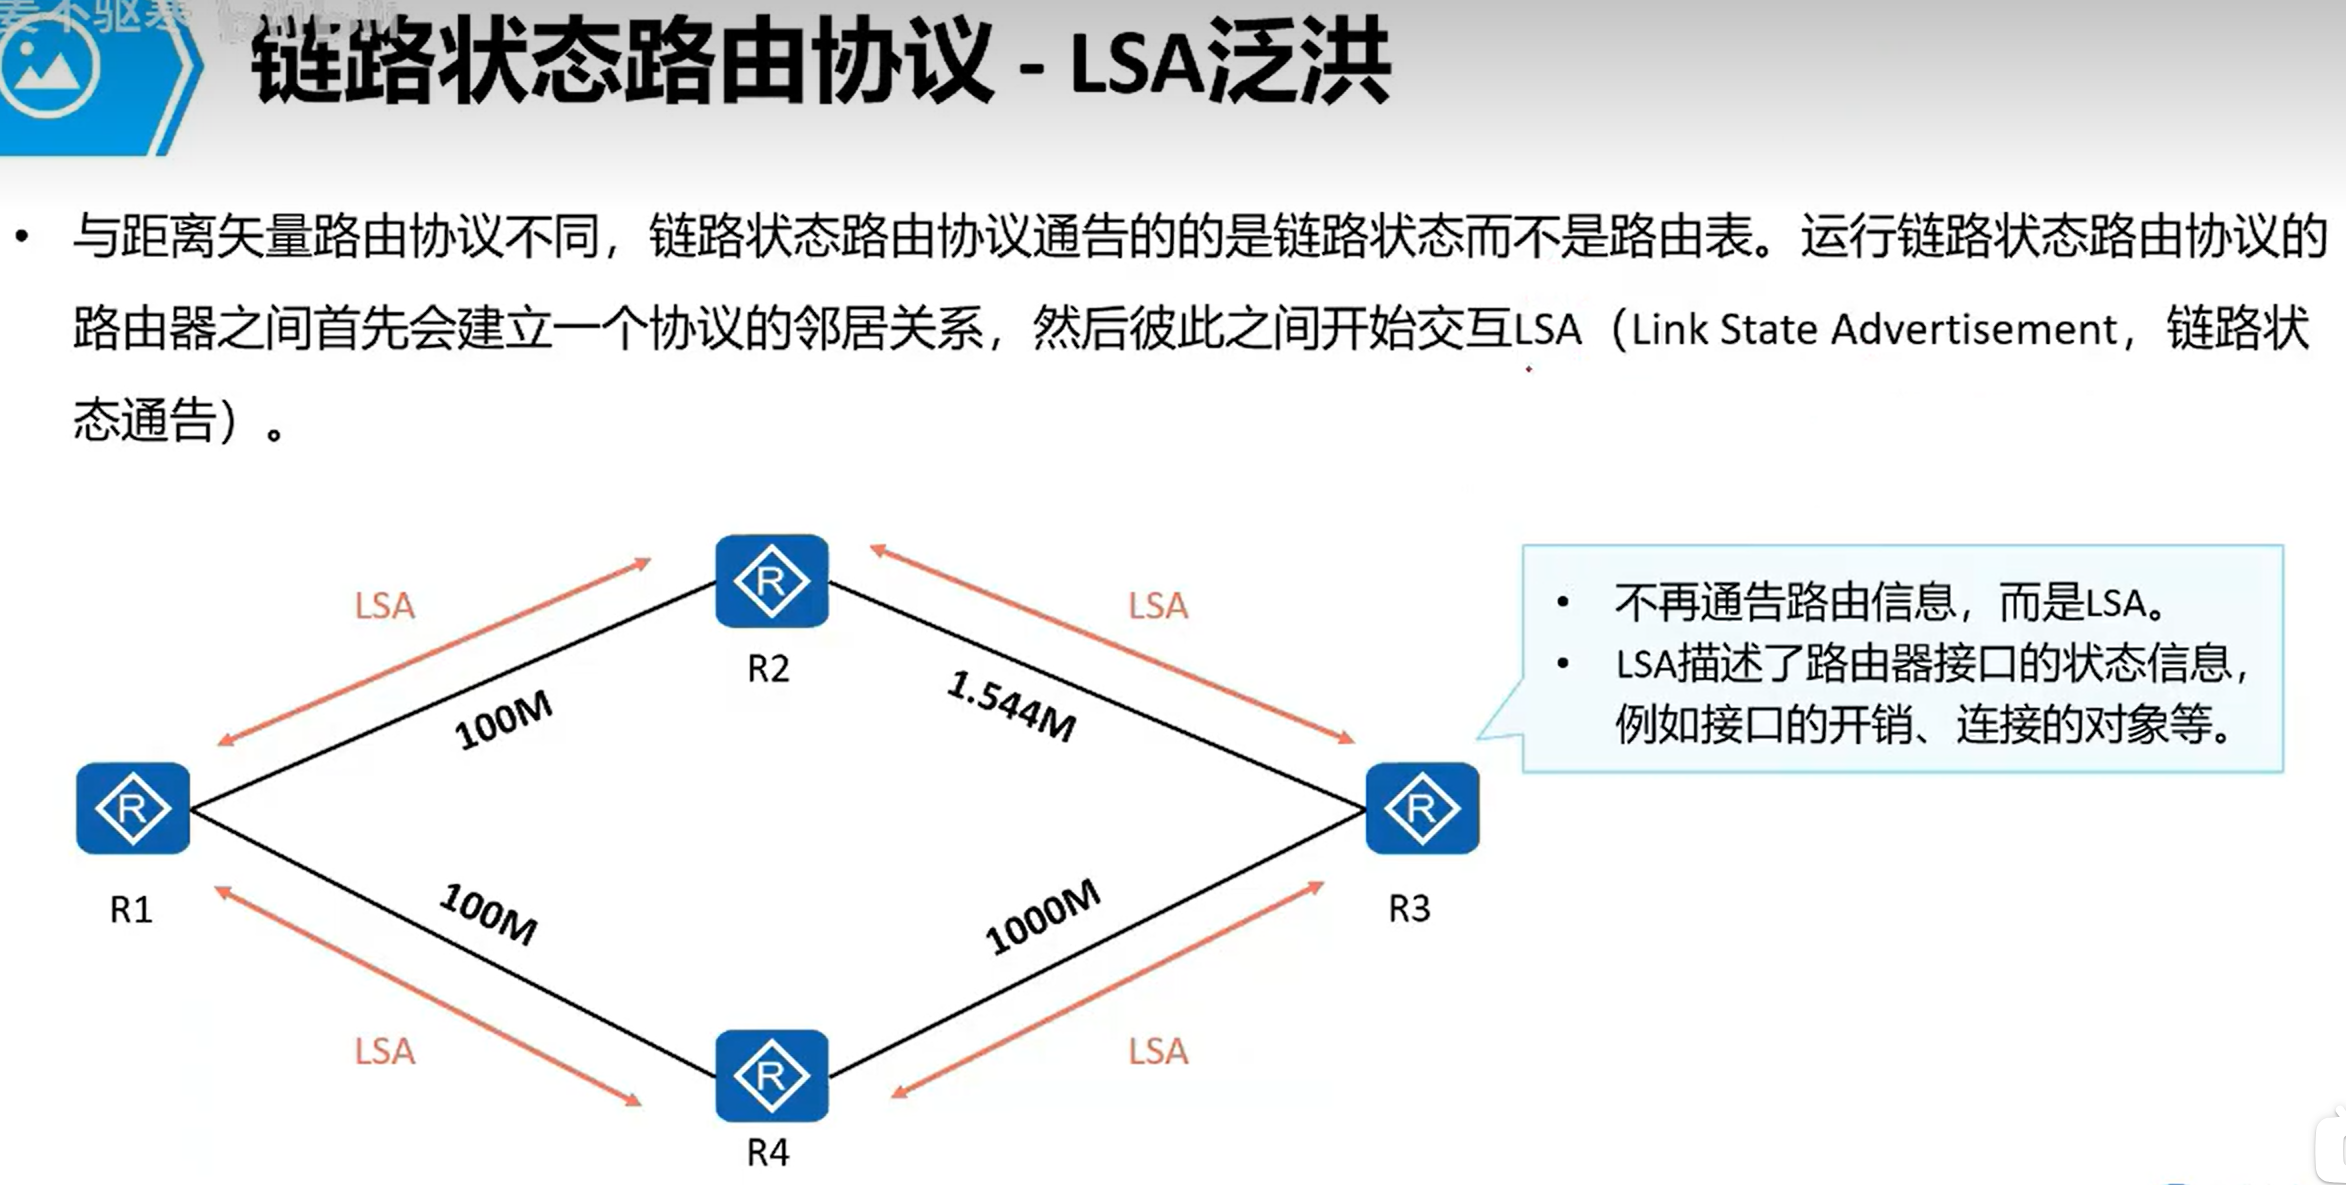 链路状态路由协议 - LSA泛洪
• 与距离矢量路由协议不同，链路状态路由协议通告的的是链路状态而不是路由表。运行链路状态路由协议的
路由器之间首先会建立一个协议的邻居关系，然后彼此之间开始交互LSA（Link State Advertisement，链路状
态通告）。
LSA
LSA
R2
100M
1.544M
• 不再通告路由信息，而是LSA。
• LSA描述了路由器接口的状态信息，
例如接口的开销、连接的对象等。
R1
R3
100M
1000M
LSA
LSA
R4
R
R
R
R